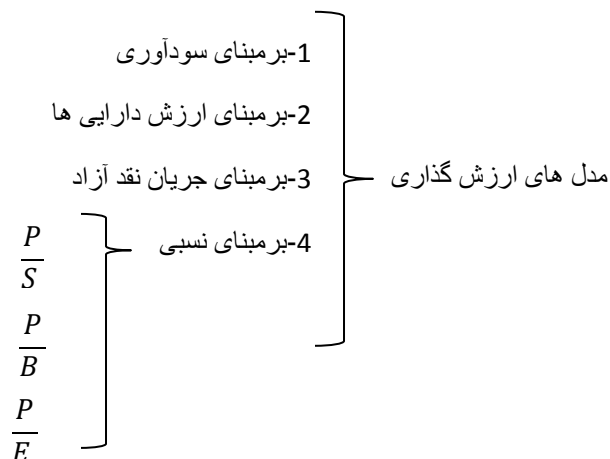 1-برمبنای سودآوری
2-برمبنای ارزش دارایی ها
مدل های ارزش گذاری
3-برمبنای جریان نقد آزاد
4-برمبنای نسبی
P/S
P/B
P/E